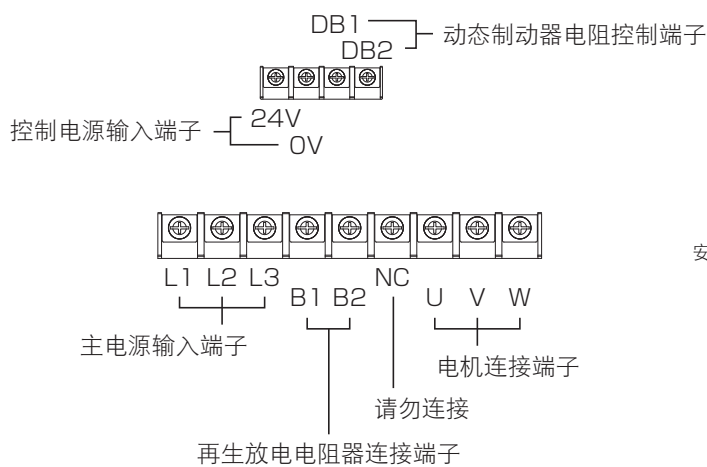 DB1
DB2
动态制动器电阻控制端子
控制电源输入端子
24V
0V
L1 L2 L3
B1 B2
NC
U V W
主电源输入端子
电机连接端子
请勿连接
再生放电电阻器连接端子
安